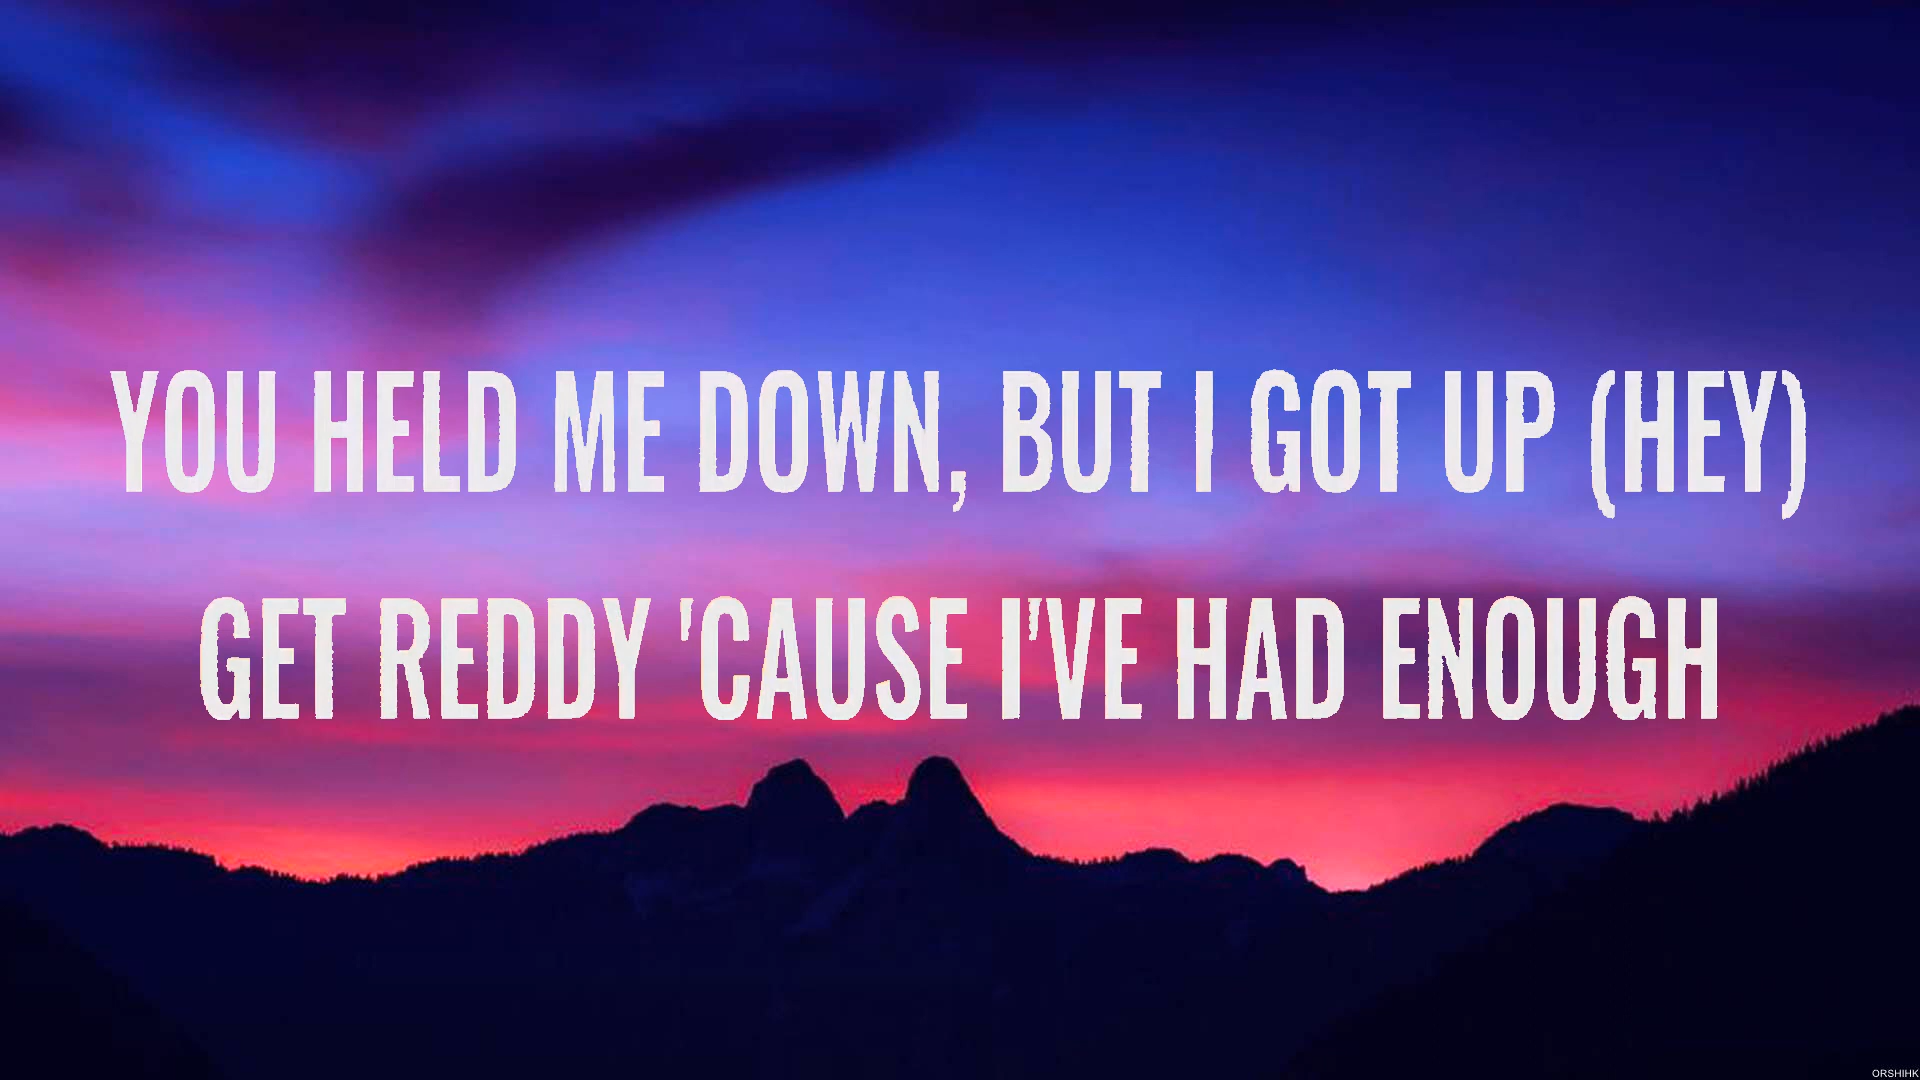 YOU HELD ME DOWN, BUT I GOT UP (HEY)
GET REDDY 'CAUSE I'VE HAD ENOUGH
ORSHIHK